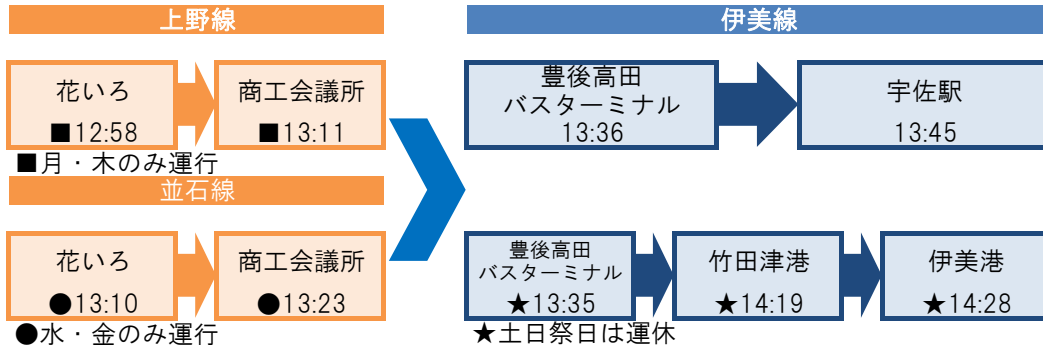 上野線
花いろ
■12:58
商工会議所
■13:11
■月・木のみ運行
並石線
花いろ
●13:10
商工会議所
●13:23
●水・金のみ運行
伊美線
豊後高田
バスターミナル
13:36
宇佐駅
13:45
豊後高田
バスターミナル
★13:35
竹田津港
★14:19
伊美港
★14:28
★土日祭日は運休